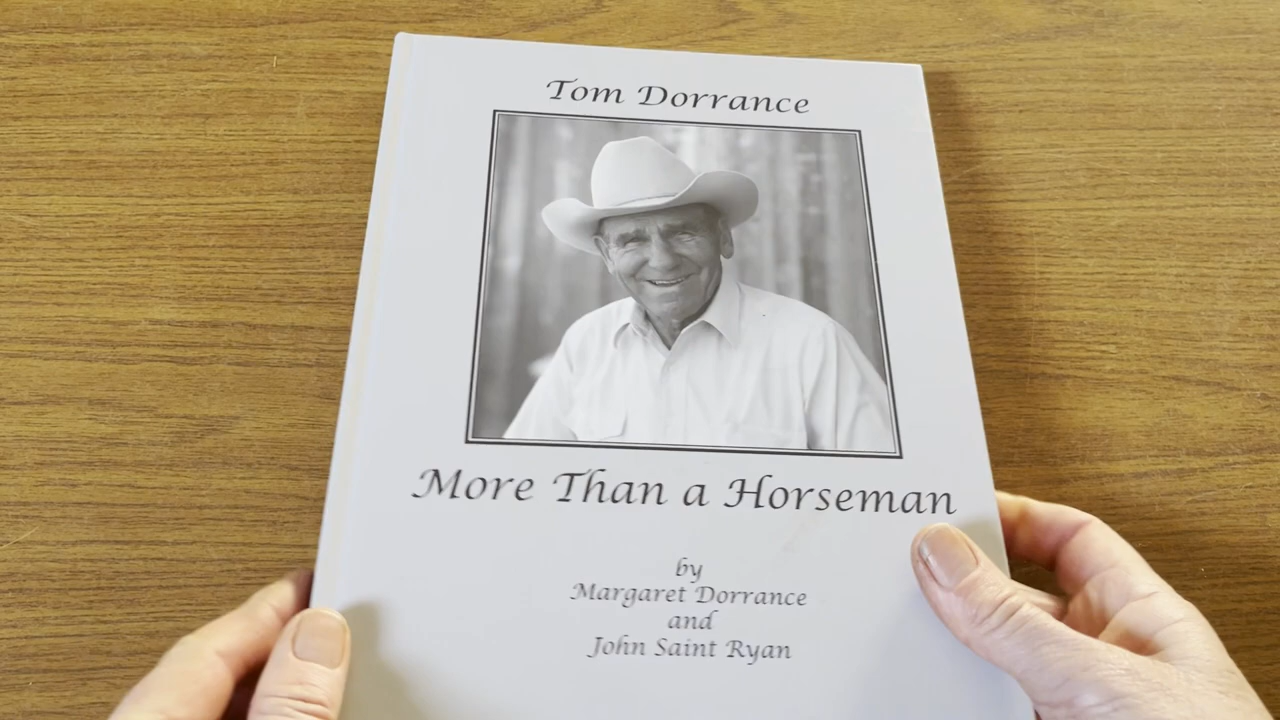 Tom Dorrance
More Than a Horseman
by
Margaret Dorrance
and
John Saint Ryan